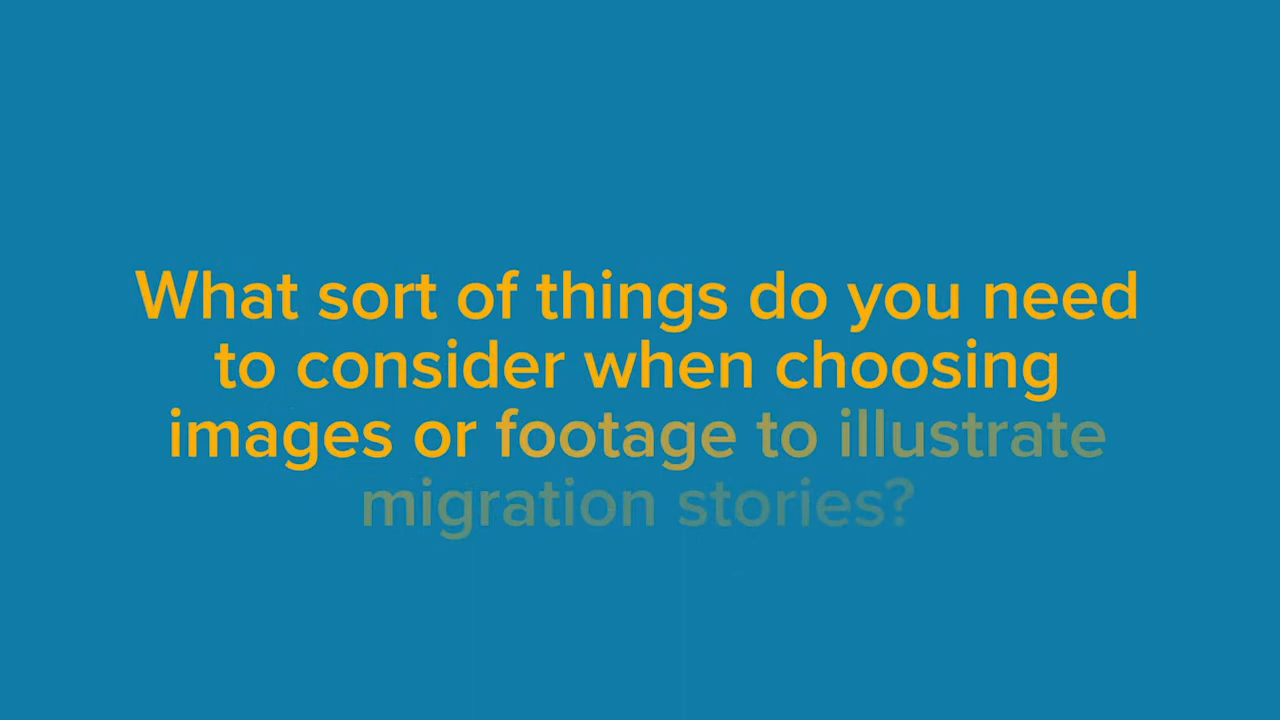 What sort of things do you need
to consider when choosing
images or footage to illustrate
migration stories?